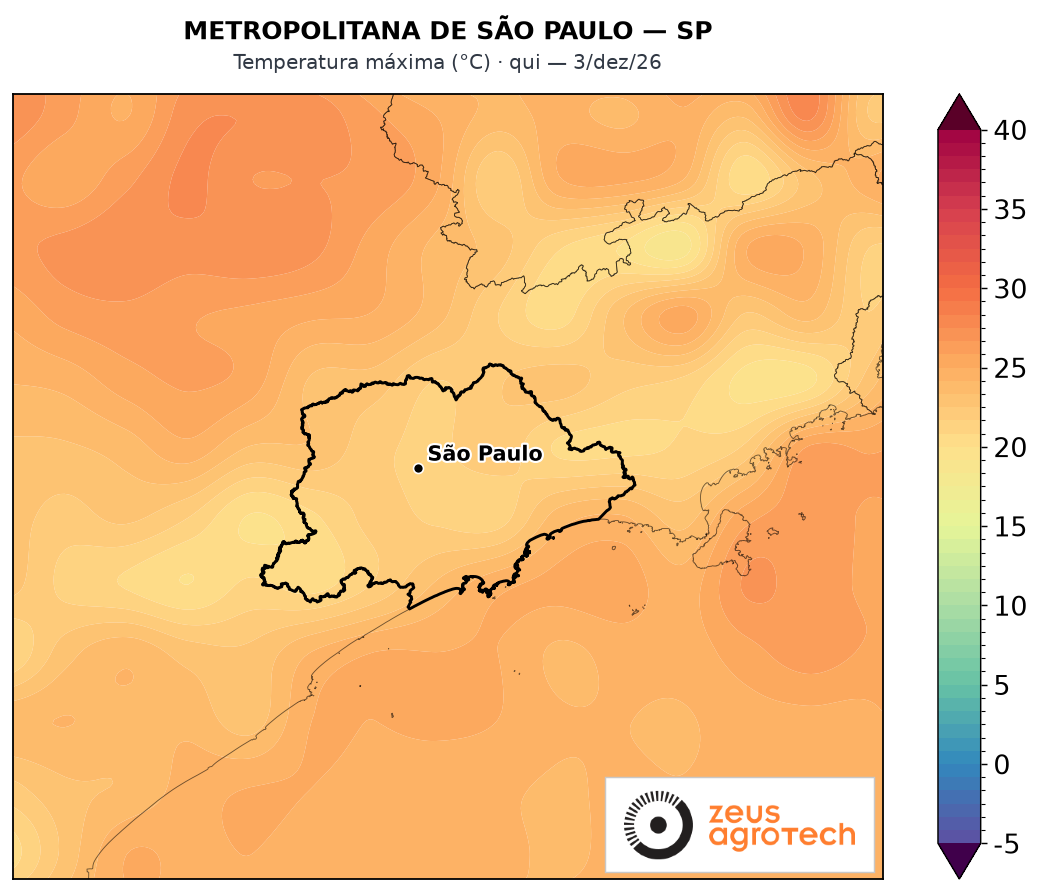 METROPOLITANA DE SÃO PAULO — SP
Temperatura máxima (°C) · qui — 3/dez/26
São Paulo
40
35
30
25
20
15
10
5
0
-5
zeus
agrotech